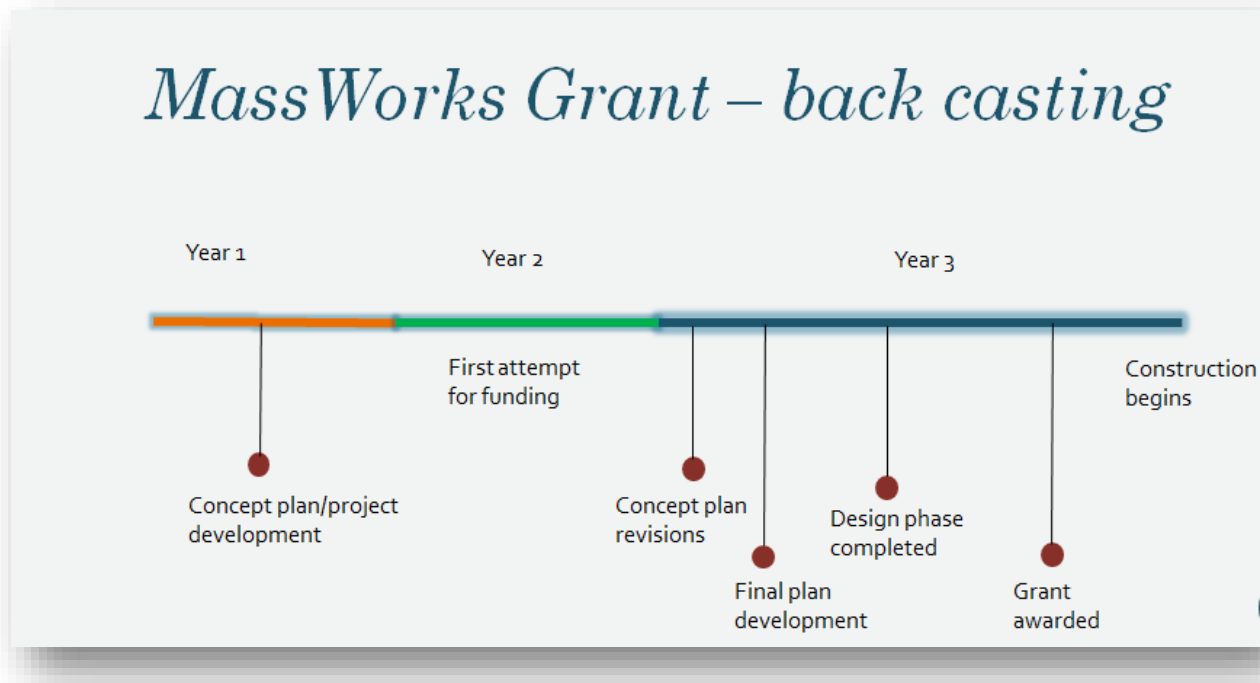 MassWorks Grant – back casting
Year 1
Year 2
Year 3
First attempt
for funding
Construction
begins
Concept plan/project
development
Concept plan
revisions
Design phase
completed
Final plan
development
Grant
awarded